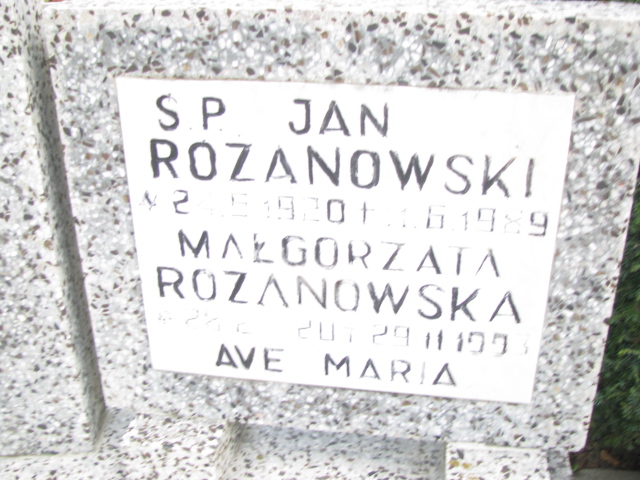 S.P. JAN
ROZANOWSKI
1920 + 1.6.1989
MAŁGORZATA
ROZANOWSKA
29 11 1993
AVE MARIA